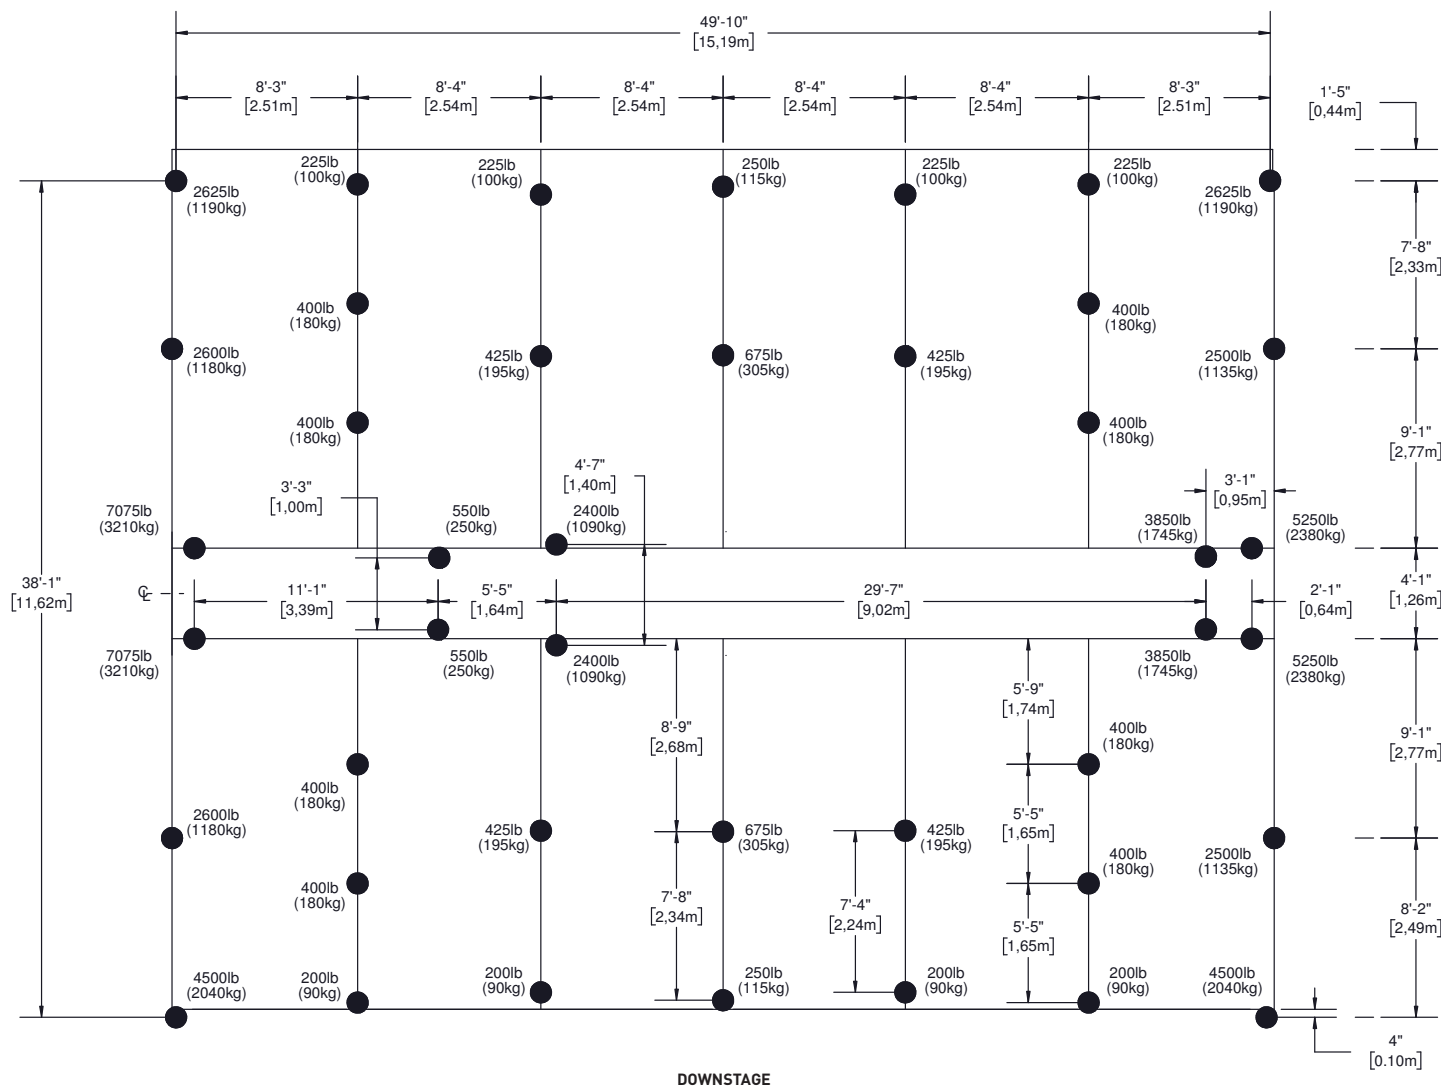 49'-10"
[15,19m]
8'-3"
[2.51m]
8'-4"
[2.54m]
8'-4"
[2.54m]
8'-4"
[2.54m]
8'-4"
[2.54m]
8'-3"
[2.51m]
1'-5"
[0,44m]
2625lb
(1190kg)
225lb
(100kg)
225lb
(100kg)
250lb
(115kg)
225lb
(100kg)
225lb
(100kg)
2625lb
(1190kg)
7'-8"
[2,33m]
400lb
(180kg)
400lb
(180kg)
2600lb
(1180kg)
425lb
(195kg)
675lb
(305kg)
425lb
(195kg)
2500lb
(1135kg)
400lb
(180kg)
400lb
(180kg)
9'-1"
[2,77m]
3'-3"
[1,00m]
4'-7"
[1,40m]
3'-1"
[0,95m]
7075lb
(3210kg)
550lb
(250kg)
2400lb
(1090kg)
3850lb
(1745kg)
5250lb
(2380kg)
38'-1"
[11,62m]
℄
11'-1"
[3,39m]
5'-5"
[1,64m]
29'-7"
[9,02m]
2'-1"
[0,64m]
4'-1"
[1,26m]
7075lb
(3210kg)
550lb
(250kg)
2400lb
(1090kg)
3850lb
(1745kg)
5250lb
(2380kg)
8'-9"
[2,68m]
5'-9"
[1,74m]
400lb
(180kg)
9'-1"
[2,77m]
400lb
(180kg)
2600lb
(1180kg)
425lb
(195kg)
675lb
(305kg)
425lb
(195kg)
5'-5"
[1,65m]
2500lb
(1135kg)
400lb
(180kg)
400lb
(180kg)
7'-8"
[2,34m]
7'-4"
[2,24m]
5'-5"
[1,65m]
8'-2"
[2,49m]
4500lb
(2040kg)
200lb
(90kg)
200lb
(90kg)
250lb
(115kg)
200lb
(90kg)
200lb
(90kg)
4500lb
(2040kg)
4"
[0.10m]
DOWNSTAGE